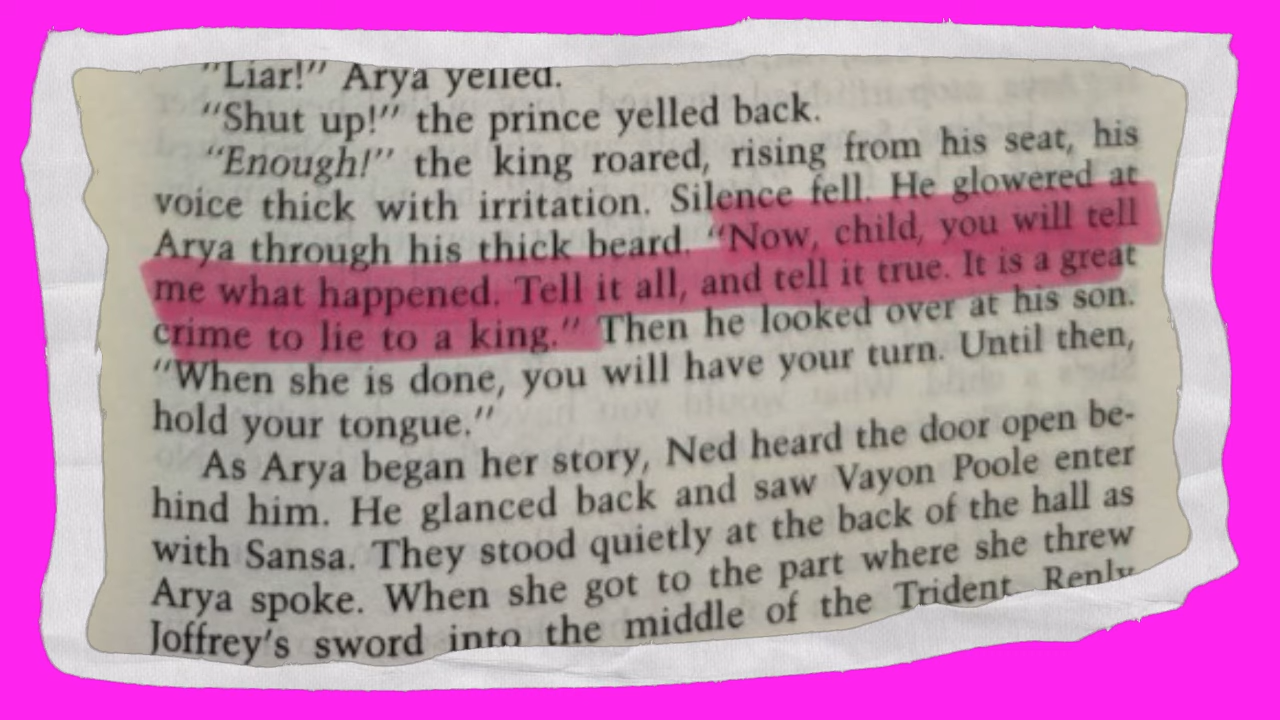 "Liar!" Arya yelled.
"Shut up!" the prince yelled back.
"Enough!" the king roared, rising from his seat, his
voice thick with irritation. Silence fell. He glowered at
Arya through his thick beard. "Now, child, you will tell
me what happened. Tell it all, and tell it true. It is a great
crime to lie to a king." Then he looked over at his son.
"When she is done, you will have your turn. Until then,
hold your tongue."
As Arya began her story, Ned heard the door open be-
hind him. He glanced back and saw Vayon Poole enter
with Sansa. They stood quietly at the back of the hall as
Arya spoke. When she got to the part where she threw
Joffrey's sword into the middle of the Trident, Renly